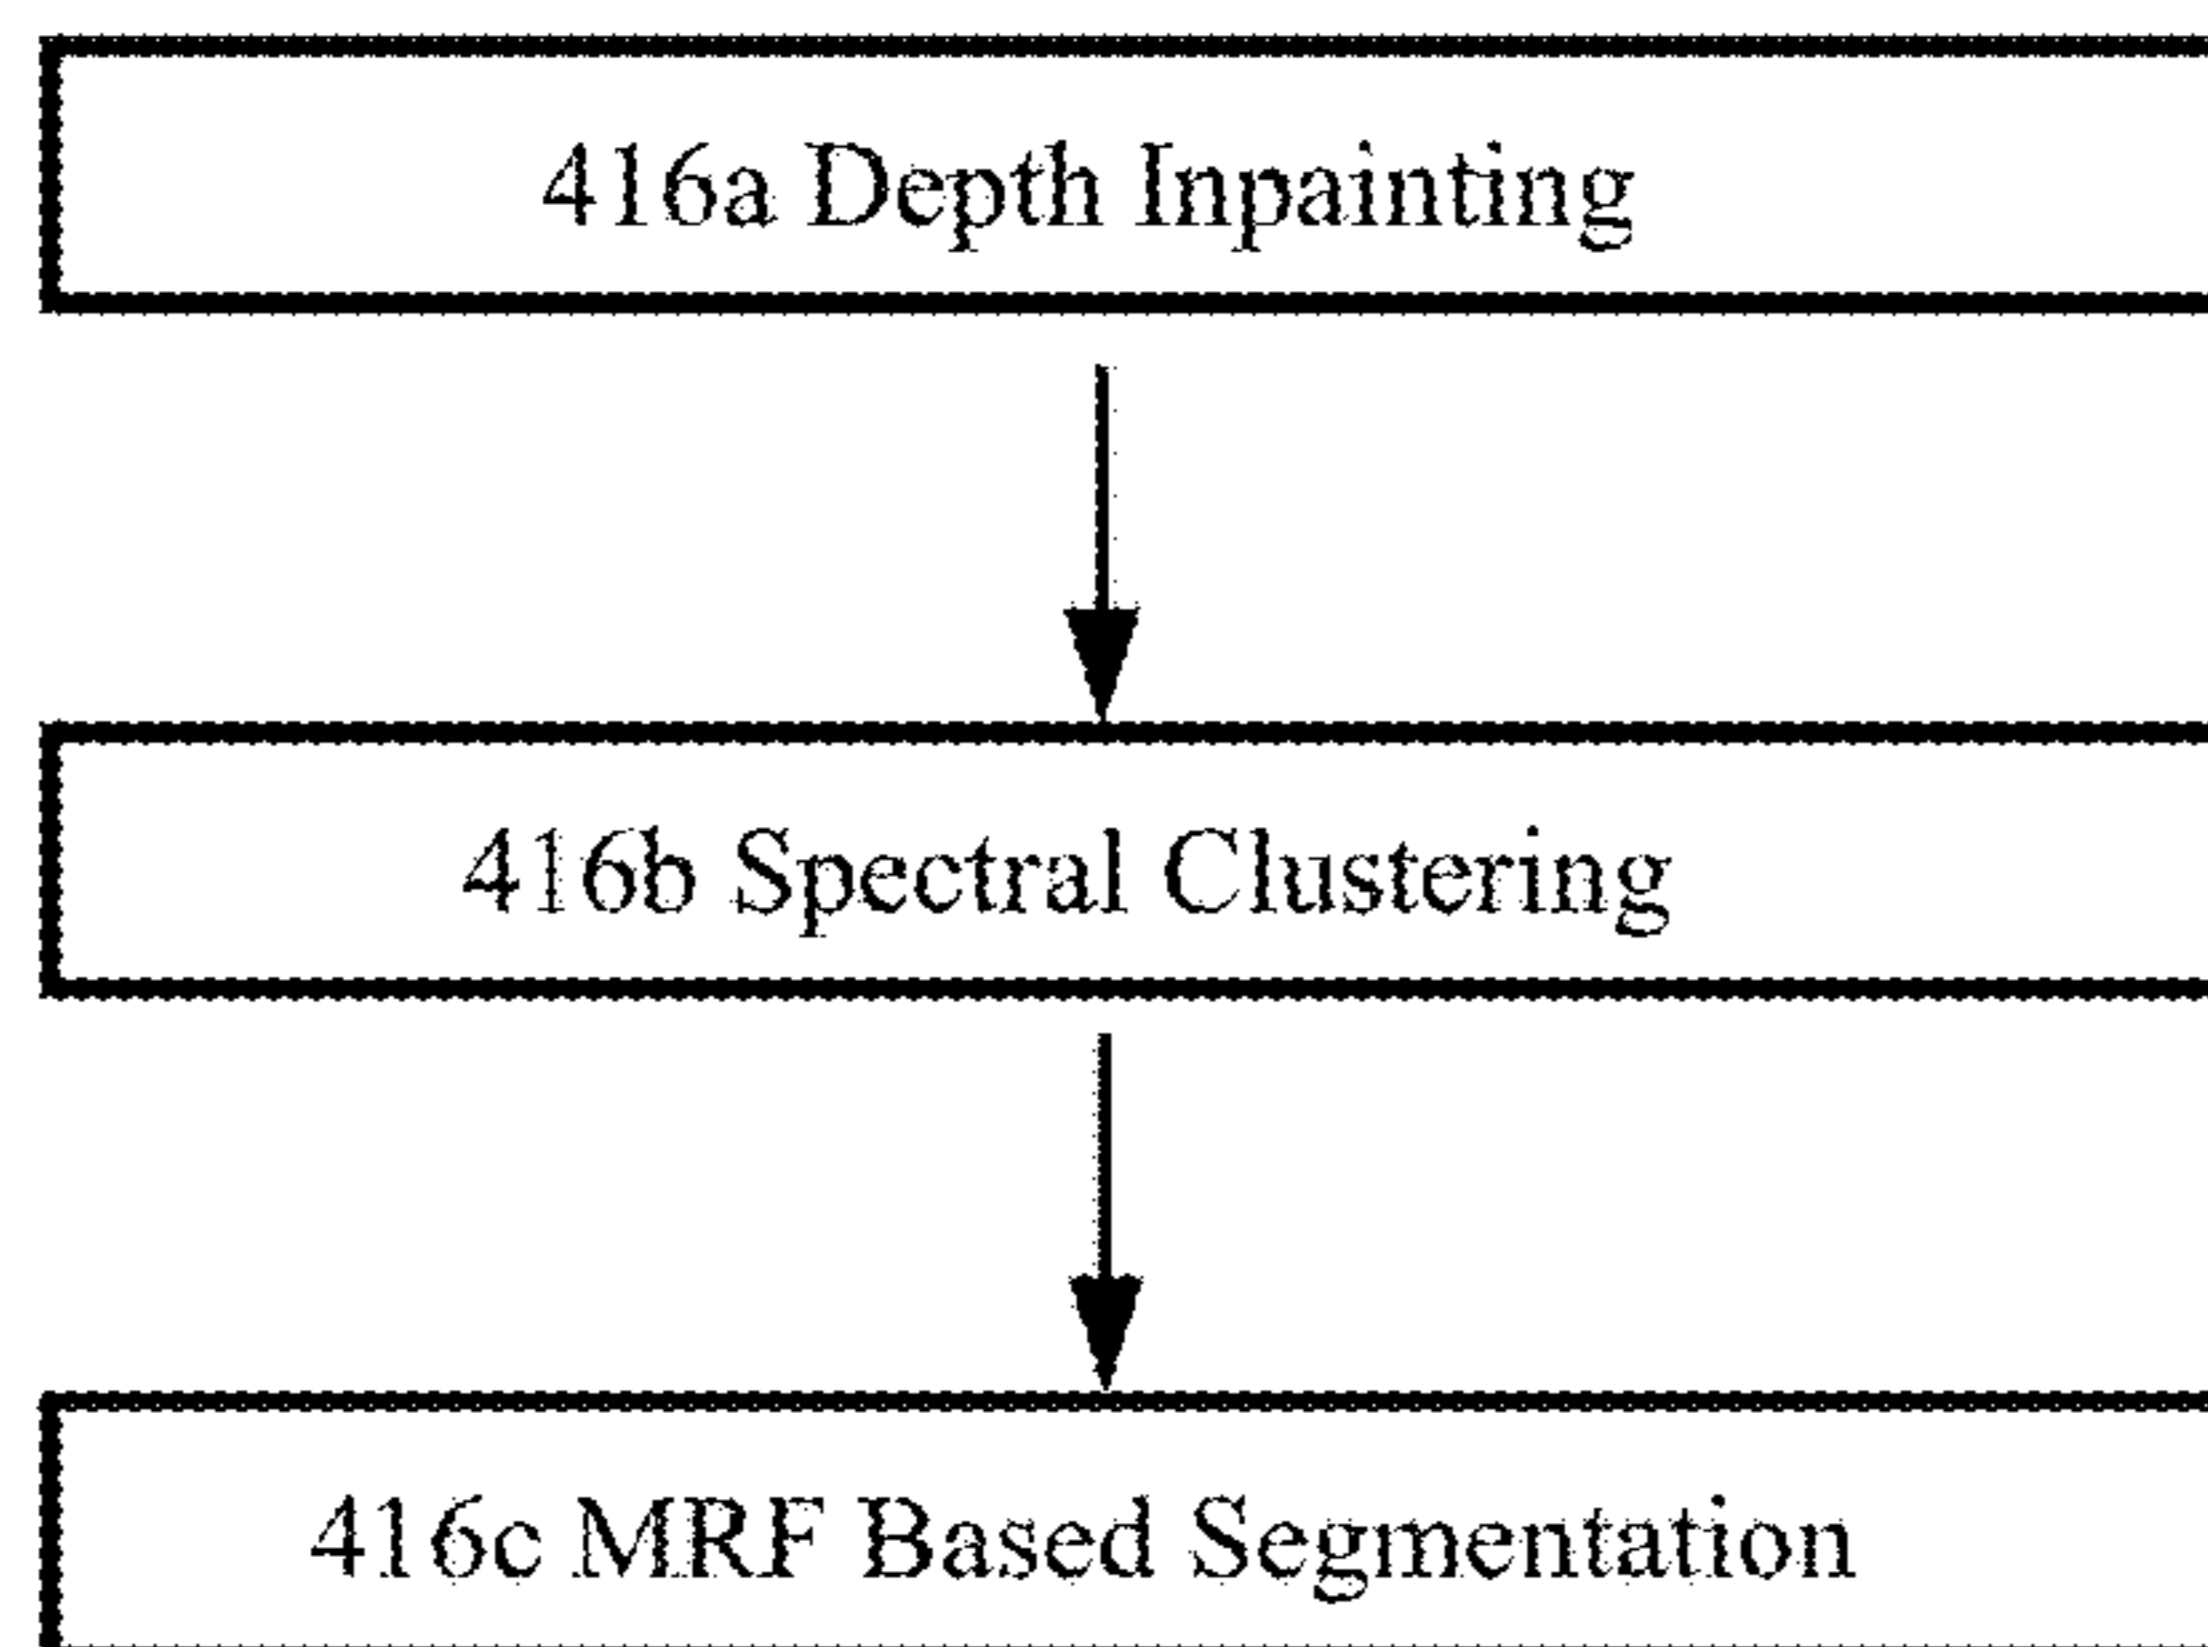 416a Depth Inpainting
416b Spectral Clustering
416c MRF Based Segmentation